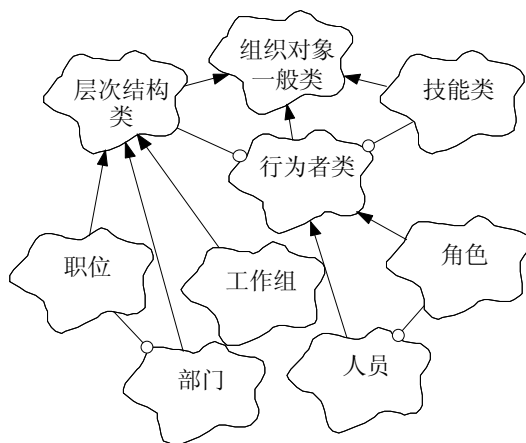 组织对象
一般类
层次结构
类
技能类
行为者类
职位
工作组
角色
部门
人员